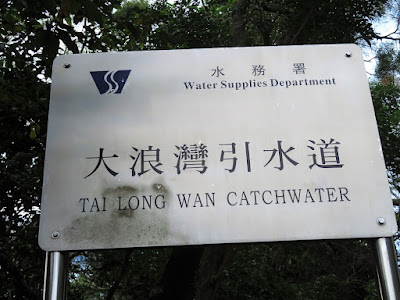 水務署
Water Supplies Department
大浪灣引水道
TAI LONG WAN CATCHWATER